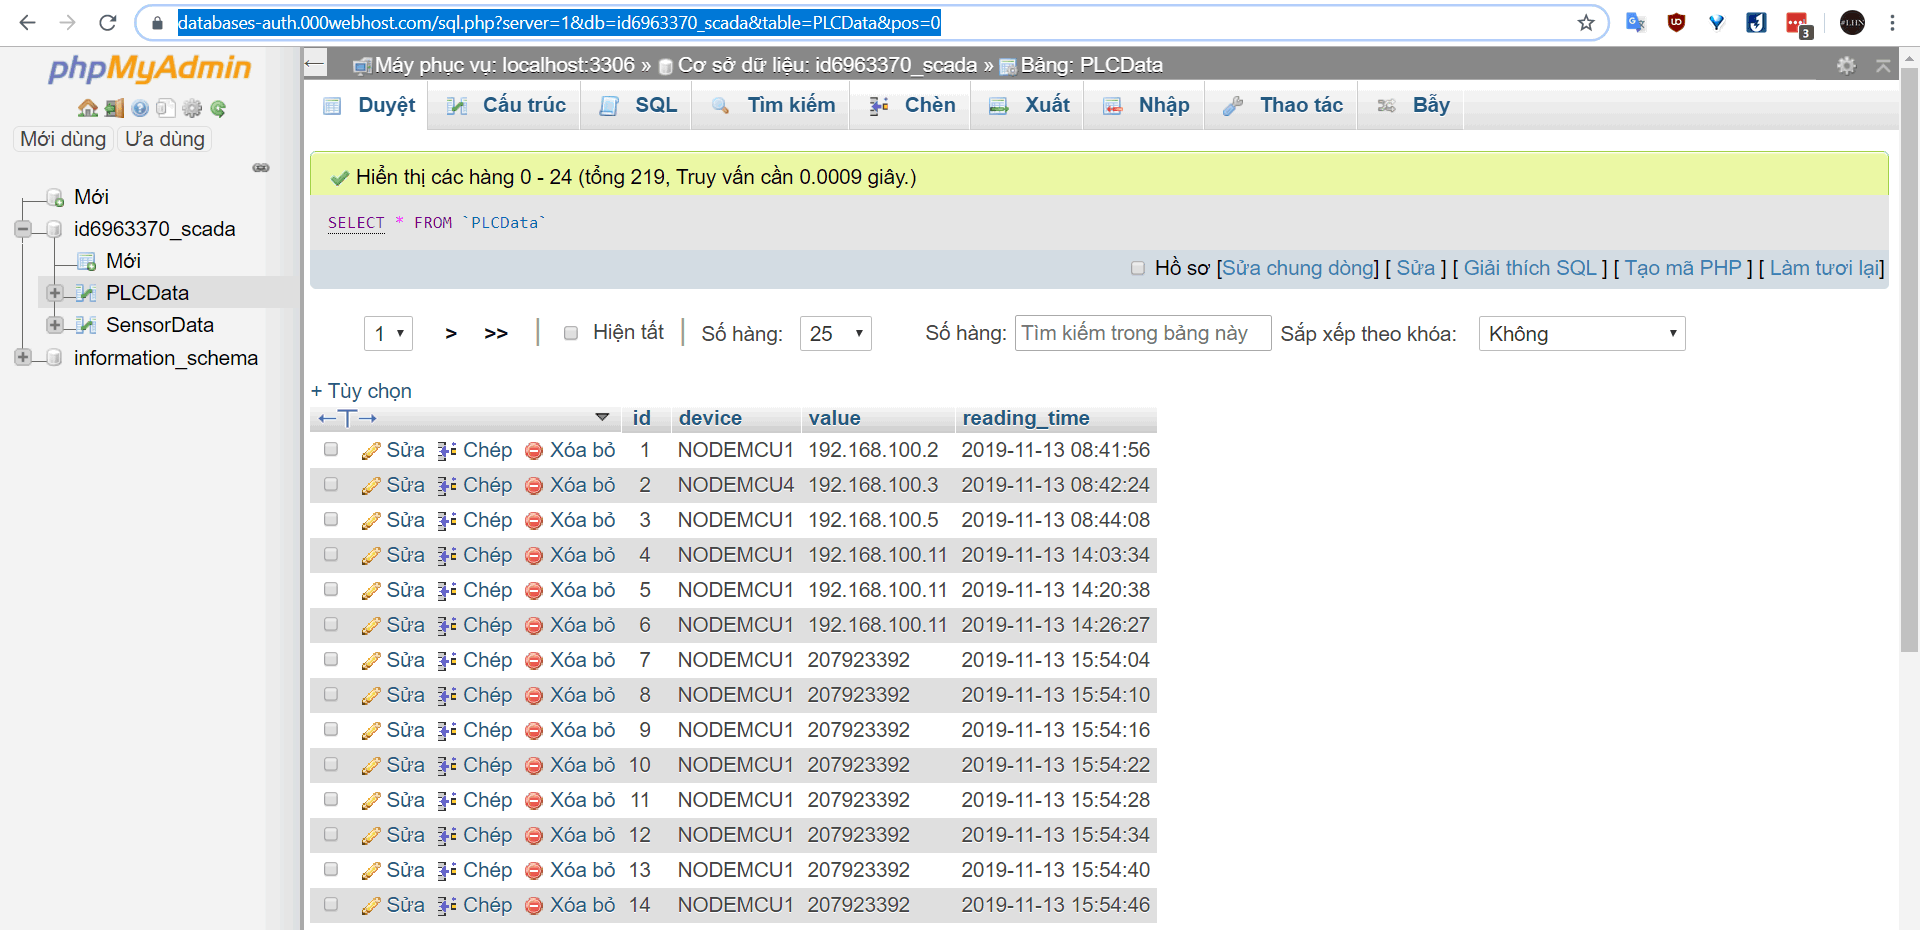 databases-auth.000webhost.com/sql.php?server=1&db=id6963370_scada&table=PLCData&pos=0
3
phpMyAdmin
Mới dùng Ưa dùng
Mới
id6963370_scada
Mới
PLCData
SensorData
information_schema
Máy phục vụ: localhost:3306 » Cơ sở dữ liệu: id6963370_scada » Bảng: PLCData
Duyệt Cấu trúc SQL Tìm kiếm Chèn Xuất Nhập Thao tác Bẫy
Hiển thị các hàng 0 - 24 (tổng 219, Truy vấn cần 0.0009 giây.)
SELECT * FROM `PLCData`
Hồ sơ [Sửa chung dòng] [ Sửa ] [ Giải thích SQL ] [ Tạo mã PHP ] [ Làm tươi lại]
1 > >> | Hiện tất | Số hàng: 25 Số hàng: Tìm kiếm trong bảng này Sắp xếp theo khóa: Không
+ Tùy chọn
←T→ id device value reading_time
Sửa Chép Xóa bỏ 1 NODEMCU1 192.168.100.2 2019-11-13 08:41:56
Sửa Chép Xóa bỏ 2 NODEMCU4 192.168.100.3 2019-11-13 08:42:24
Sửa Chép Xóa bỏ 3 NODEMCU1 192.168.100.5 2019-11-13 08:44:08
Sửa Chép Xóa bỏ 4 NODEMCU1 192.168.100.11 2019-11-13 14:03:34
Sửa Chép Xóa bỏ 5 NODEMCU1 192.168.100.11 2019-11-13 14:20:38
Sửa Chép Xóa bỏ 6 NODEMCU1 192.168.100.11 2019-11-13 14:26:27
Sửa Chép Xóa bỏ 7 NODEMCU1 207923392 2019-11-13 15:54:04
Sửa Chép Xóa bỏ 8 NODEMCU1 207923392 2019-11-13 15:54:10
Sửa Chép Xóa bỏ 9 NODEMCU1 207923392 2019-11-13 15:54:16
Sửa Chép Xóa bỏ 10 NODEMCU1 207923392 2019-11-13 15:54:22
Sửa Chép Xóa bỏ 11 NODEMCU1 207923392 2019-11-13 15:54:28
Sửa Chép Xóa bỏ 12 NODEMCU1 207923392 2019-11-13 15:54:34
Sửa Chép Xóa bỏ 13 NODEMCU1 207923392 2019-11-13 15:54:40
Sửa Chép Xóa bỏ 14 NODEMCU1 207923392 2019-11-13 15:54:46